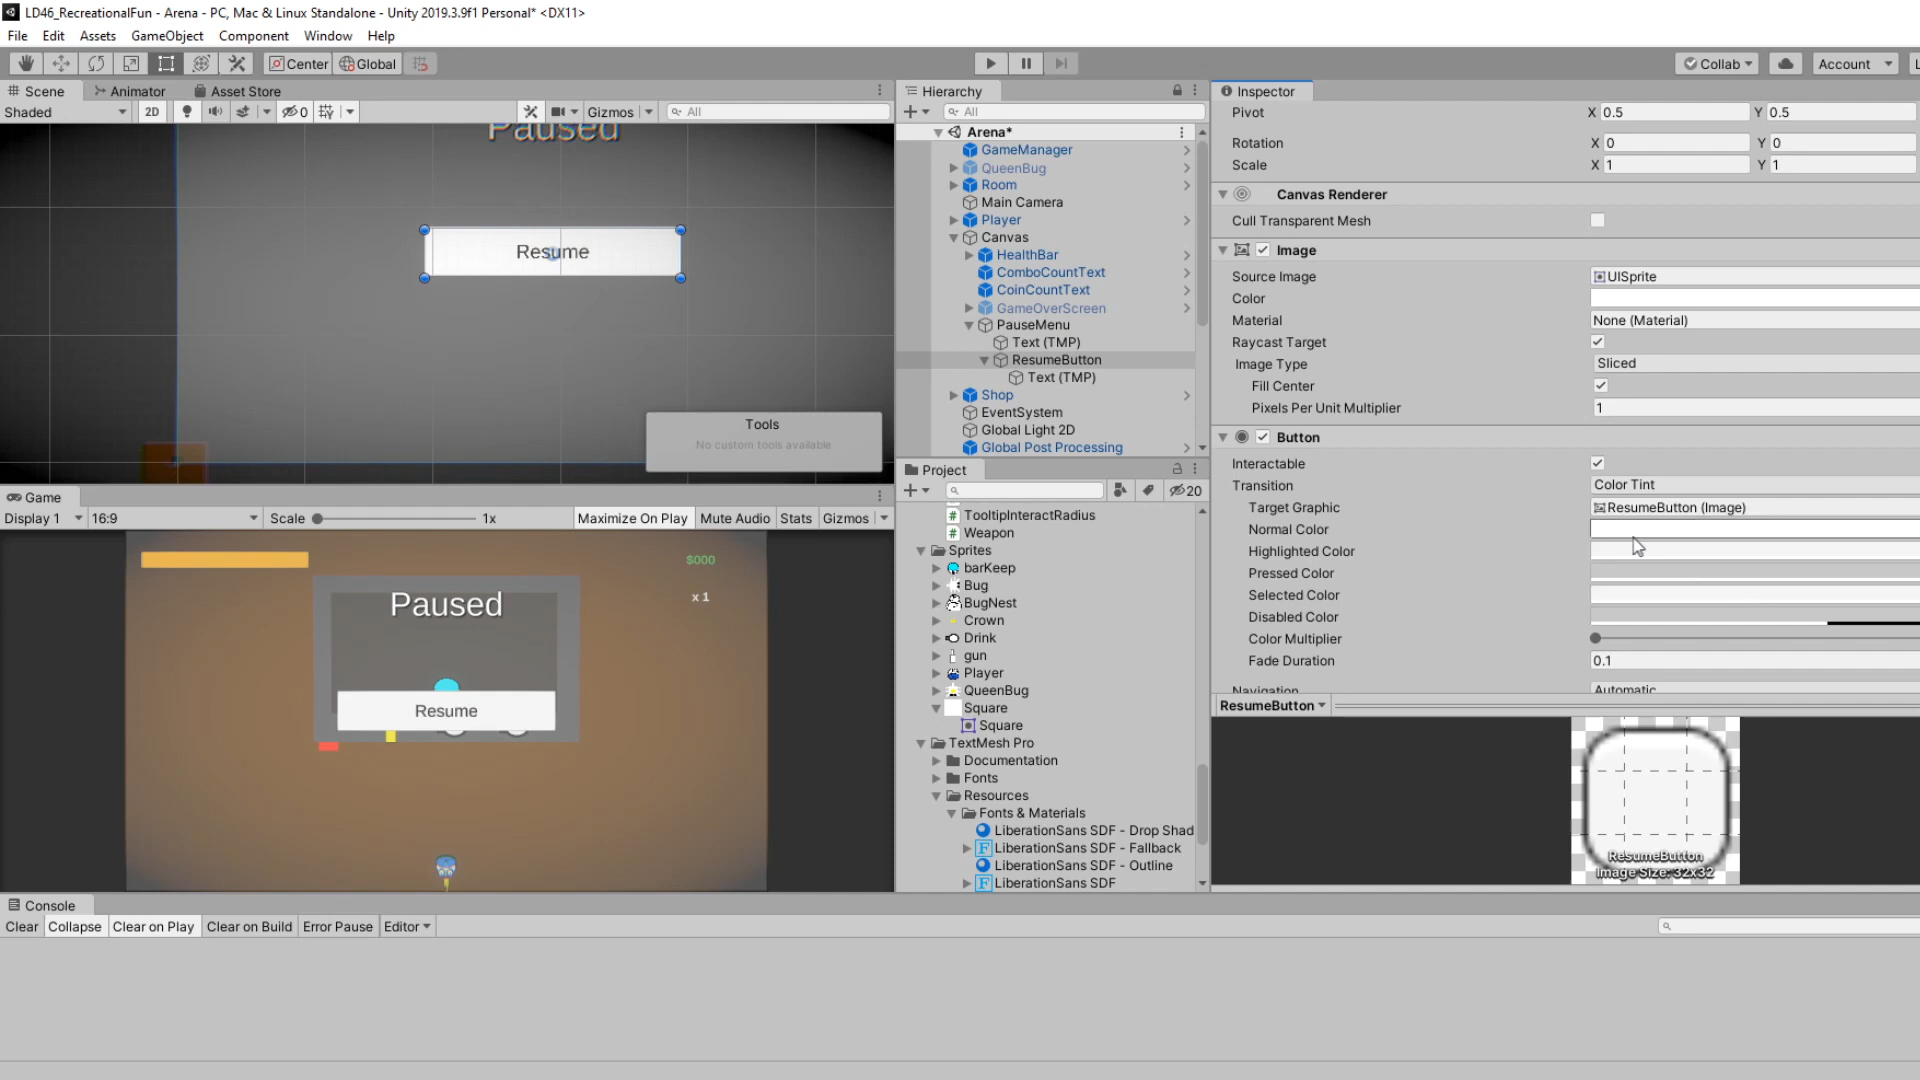 LD46_RecreationalFun - Arena - PC, Mac & Linux Standalone - Unity 2019.3.9f1 Personal* <DX11>
File Edit Assets GameObject Component Window Help
Center Global Collab Account
Scene Animator Asset Store
Shaded 2D 0 Gizmos All
Paused
Resume
Tools
No custom tools available
Game
Display 1 16:9 Scale 1x Maximize On Play Mute Audio Stats Gizmos
$000
x 1
Paused
Resume
Hierarchy
All
Arena*
GameManager
QueenBug
Room
Main Camera
Player
Canvas
HealthBar
ComboCountText
CoinCountText
GameOverScreen
PauseMenu
Text (TMP)
ResumeButton
Text (TMP)
Shop
EventSystem
Global Light 2D
Global Post Processing
Project
20
TooltipInteractRadius
Weapon
Sprites
barKeep
Bug
BugNest
Crown
Drink
gun
Player
QueenBug
Square
Square
TextMesh Pro
Documentation
Fonts
Resources
Fonts & Materials
LiberationSans SDF - Drop Shad
LiberationSans SDF - Fallback
LiberationSans SDF - Outline
LiberationSans SDF
Inspector
Pivot X 0.5 Y 0.5
Rotation X 0 Y 0
Scale X 1 Y 1
Canvas Renderer
Cull Transparent Mesh
Image
Source Image UISprite
Color
Material None (Material)
Raycast Target
Image Type Sliced
Fill Center
Pixels Per Unit Multiplier 1
Button
Interactable
Transition Color Tint
Target Graphic ResumeButton (Image)
Normal Color
Highlighted Color
Pressed Color
Selected Color
Disabled Color
Color Multiplier
Fade Duration 0.1
Navigation Automatic
ResumeButton
ResumeButton
Image Size: 32x32
Console
Clear Collapse Clear on Play Clear on Build Error Pause Editor